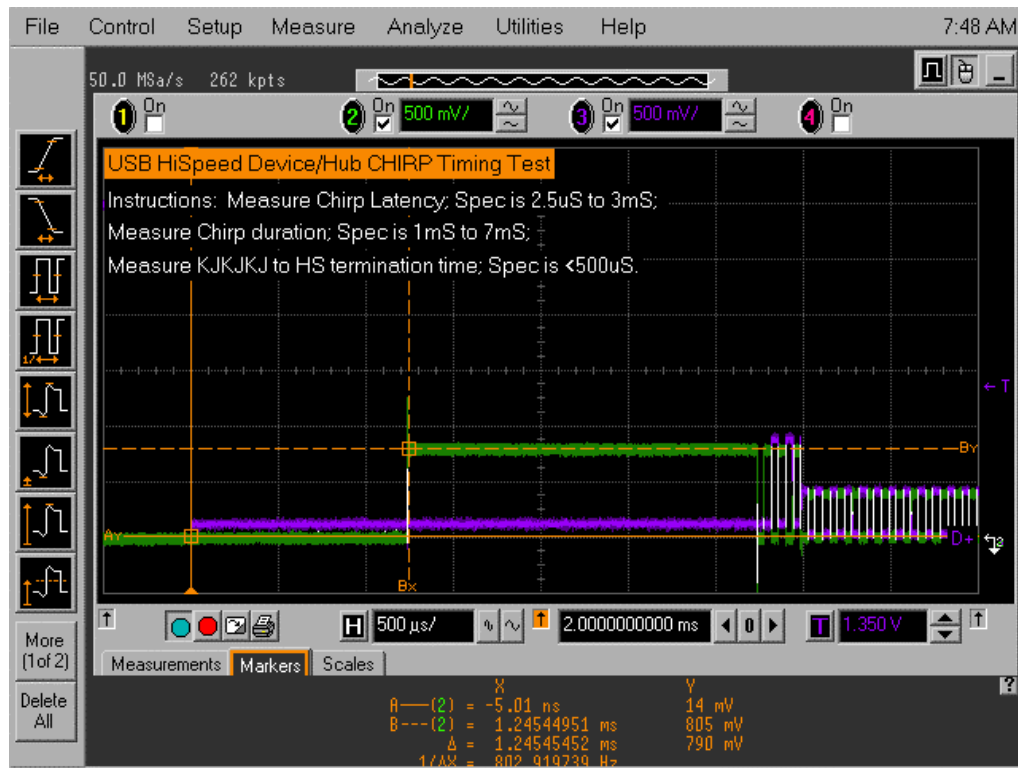 File Control Setup Measure Analyze Utilities Help 7:48 AM
50.0 MSa/s 262 kpts
1 On 2 On 500 mV/ 3 On 500 mV/ 4 On
USB HiSpeed Device/Hub CHIRP Timing Test
Instructions: Measure Chirp Latency; Spec is 2.5uS to 3mS;
Measure Chirp duration; Spec is 1mS to 7mS;
Measure KJKJKJ to HS termination time; Spec is <500uS.
T
By
Ay
D+
2
Bx
H 500 µs/ 2.0000000000 ms 0 T 1.350 V
More
(1of 2)
Delete
All
Measurements Markers Scales
?
X Y
A——(2) = -5.01 ns 14 mV
B---(2) = 1.24544951 ms 805 mV
Δ = 1.24545452 ms 790 mV
1/ΔX = 802.919739 Hz